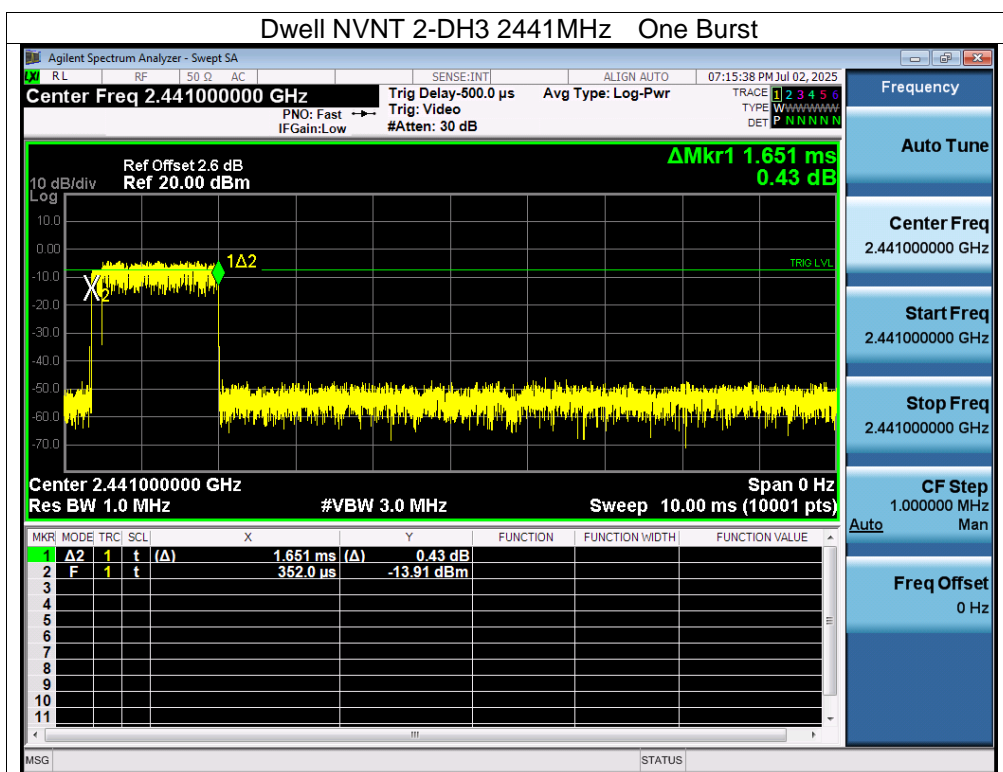 Dwell NVNT 2-DH3 2441MHz One Burst
Agilent Spectrum Analyzer - Swept SA
LXI RL RF 50 Ω AC SENSE:INT ALIGN AUTO 07:15:38 PM Jul 02, 2025
Center Freq 2.441000000 GHz Trig Delay-500.0 µs Avg Type: Log-Pwr TRACE 1 2 3 4 5 6
PNO: Fast Trig: Video TYPE WWWWWW
IFGain:Low #Atten: 30 dB DET P N N N N N
ΔMkr1 1.651 ms
0.43 dB
Ref Offset 2.6 dB
10 dB/div Ref 20.00 dBm
Log
10.0
0.00
-10.0
-20.0
-30.0
-40.0
-50.0
-60.0
-70.0
1Δ2
X2
TRIG LVL
Center 2.441000000 GHz Span 0 Hz
Res BW 1.0 MHz #VBW 3.0 MHz Sweep 10.00 ms (10001 pts)
MKR MODE TRC SCL X Y FUNCTION FUNCTION WIDTH FUNCTION VALUE
1 Δ2 1 t (Δ) 1.651 ms (Δ) 0.43 dB
2 F 1 t 352.0 µs -13.91 dBm
3
4
5
6
7
8
9
10
11
MSG STATUS
Frequency
Auto Tune
Center Freq
2.441000000 GHz
Start Freq
2.441000000 GHz
Stop Freq
2.441000000 GHz
CF Step
1.000000 MHz
Auto Man
Freq Offset
0 Hz